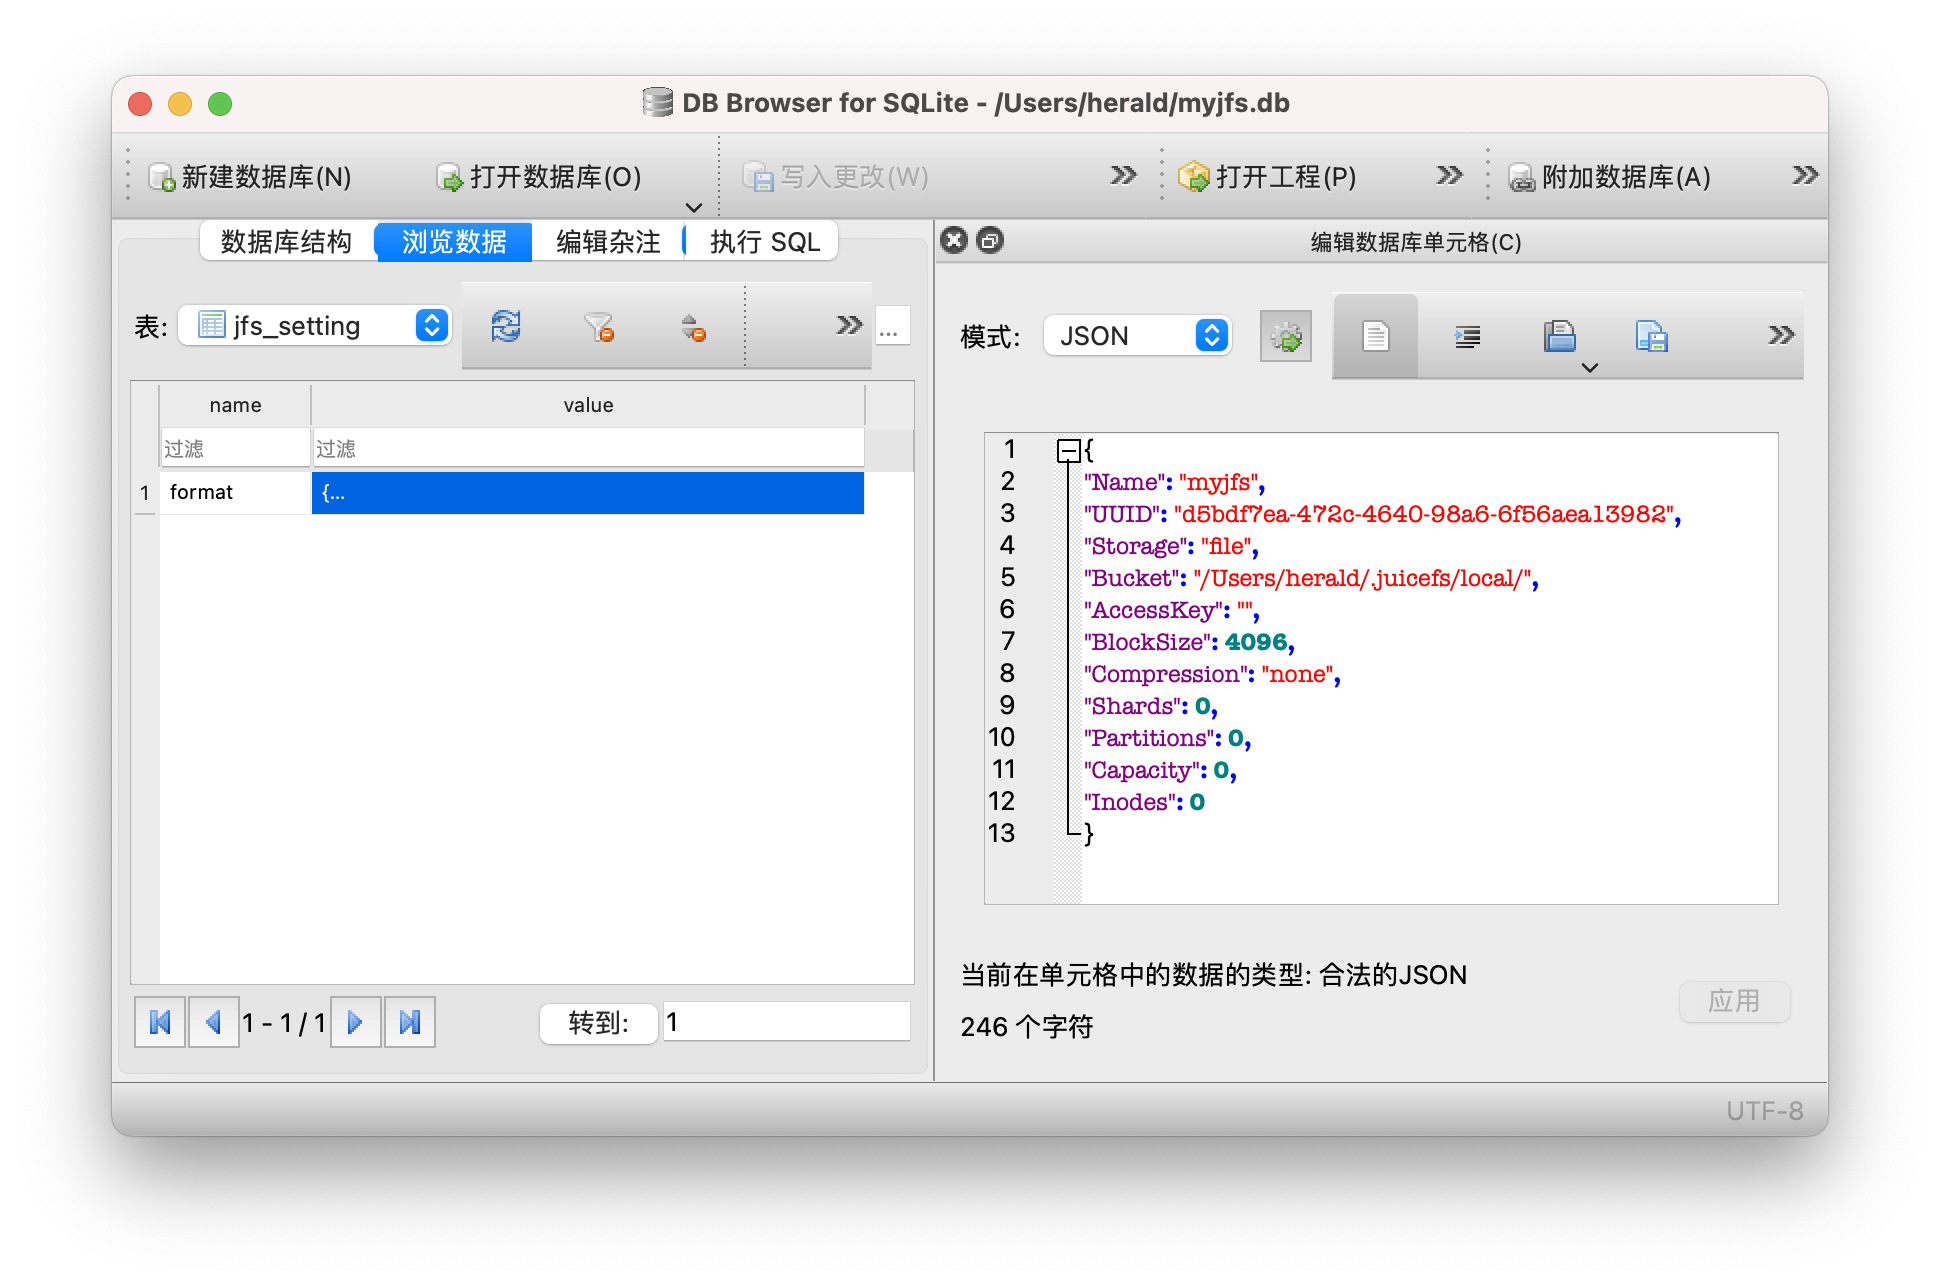 DB Browser for SQLite - /Users/herald/myjfs.db
新建数据库(N) 打开数据库(O) 写入更改(W) 打开工程(P) 附加数据库(A)
数据库结构 浏览数据 编辑杂注 执行 SQL
表: jfs_setting ...
name value
过滤 过滤
1 format {...
1 - 1 / 1 转到: 1
编辑数据库单元格(C)
模式: JSON
1 {
2 "Name": "myjfs",
3 "UUID": "d5bdf7ea-472c-4640-98a6-6f56aea13982",
4 "Storage": "file",
5 "Bucket": "/Users/herald/.juicefs/local/",
6 "AccessKey": "",
7 "BlockSize": 4096,
8 "Compression": "none",
9 "Shards": 0,
10 "Partitions": 0,
11 "Capacity": 0,
12 "Inodes": 0
13 }
当前在单元格中的数据的类型: 合法的JSON
246 个字符
应用
UTF-8